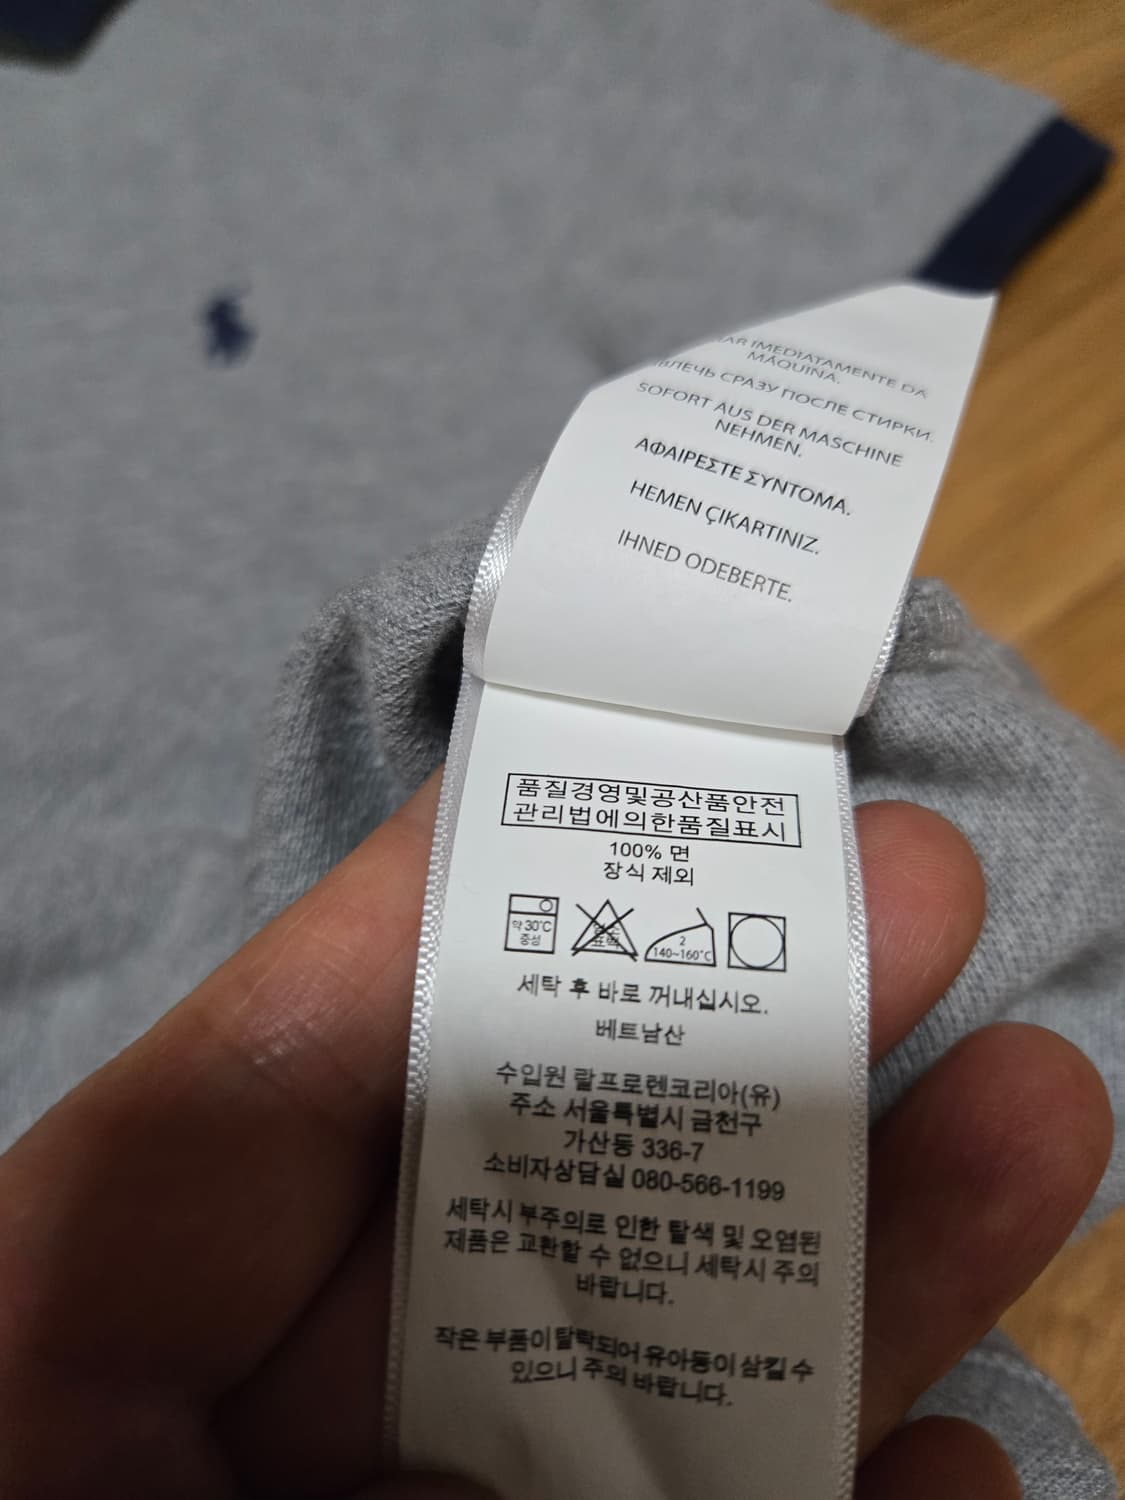 IMEDIATAMENTE DA
MÁQUINA.
СРАЗУ ПОСЛЕ СТИРКИ.
SOFORT AUS DER MASCHINE
NEHMEN.
ΑΦΑΙΡΕΣΤΕ ΣΥΝΤΟΜΑ.
HEMEN ÇIKARTINIZ.
IHNED ODEBERTE.
품질경영및공산품안전
관리법에의한품질표시
100% 면
장식 제외
약 30℃
중성
염소
표백
2
140~160℃
세탁 후 바로 꺼내십시오.
베트남산
수입원 랄프로렌코리아(유)
주소 서울특별시 금천구
가산동 336-7
소비자상담실 080-566-1199
세탁시 부주의로 인한 탈색 및 오염된
제품은 교환할 수 없으니 세탁시 주의
바랍니다.
작은 부품이 탈락되어 유아동이 삼킬 수
있으니 주의 바랍니다.